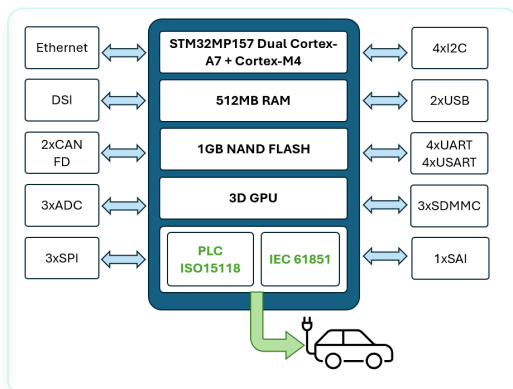 Ethernet
DSI
2xCAN
FD
3xADC
3xSPI
STM32MP157 Dual Cortex-
A7 + Cortex-M4
512MB RAM
1GB NAND FLASH
3D GPU
PLC
ISO15118
IEC 61851
4xI2C
2xUSB
4xUART
4xUSART
3xSDMMC
1xSAI